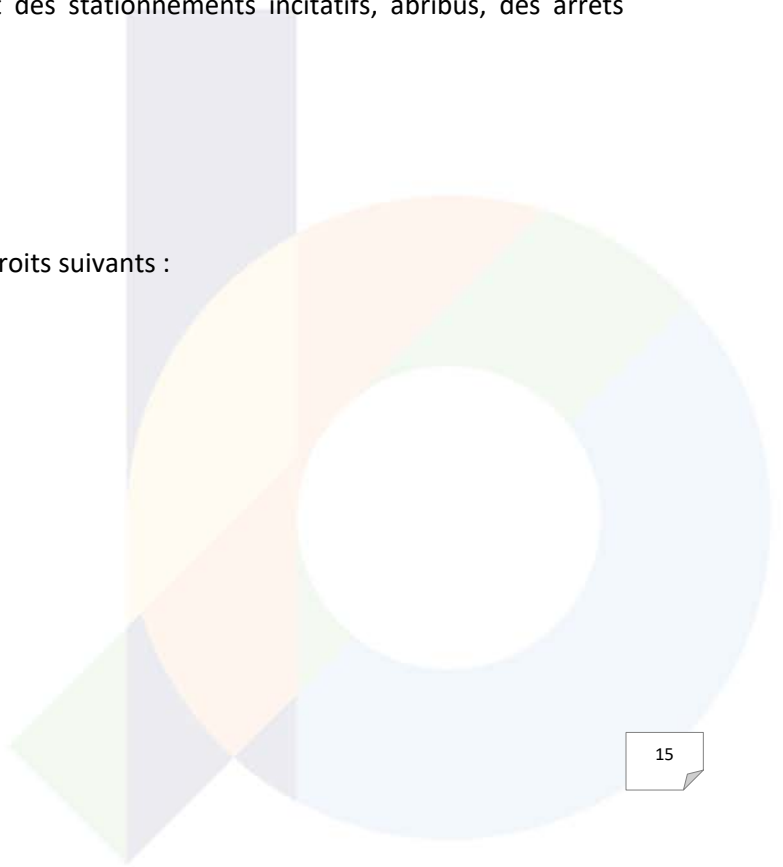 des stationnements incitatifs, abribus, des arrêts
roits suivants :
15